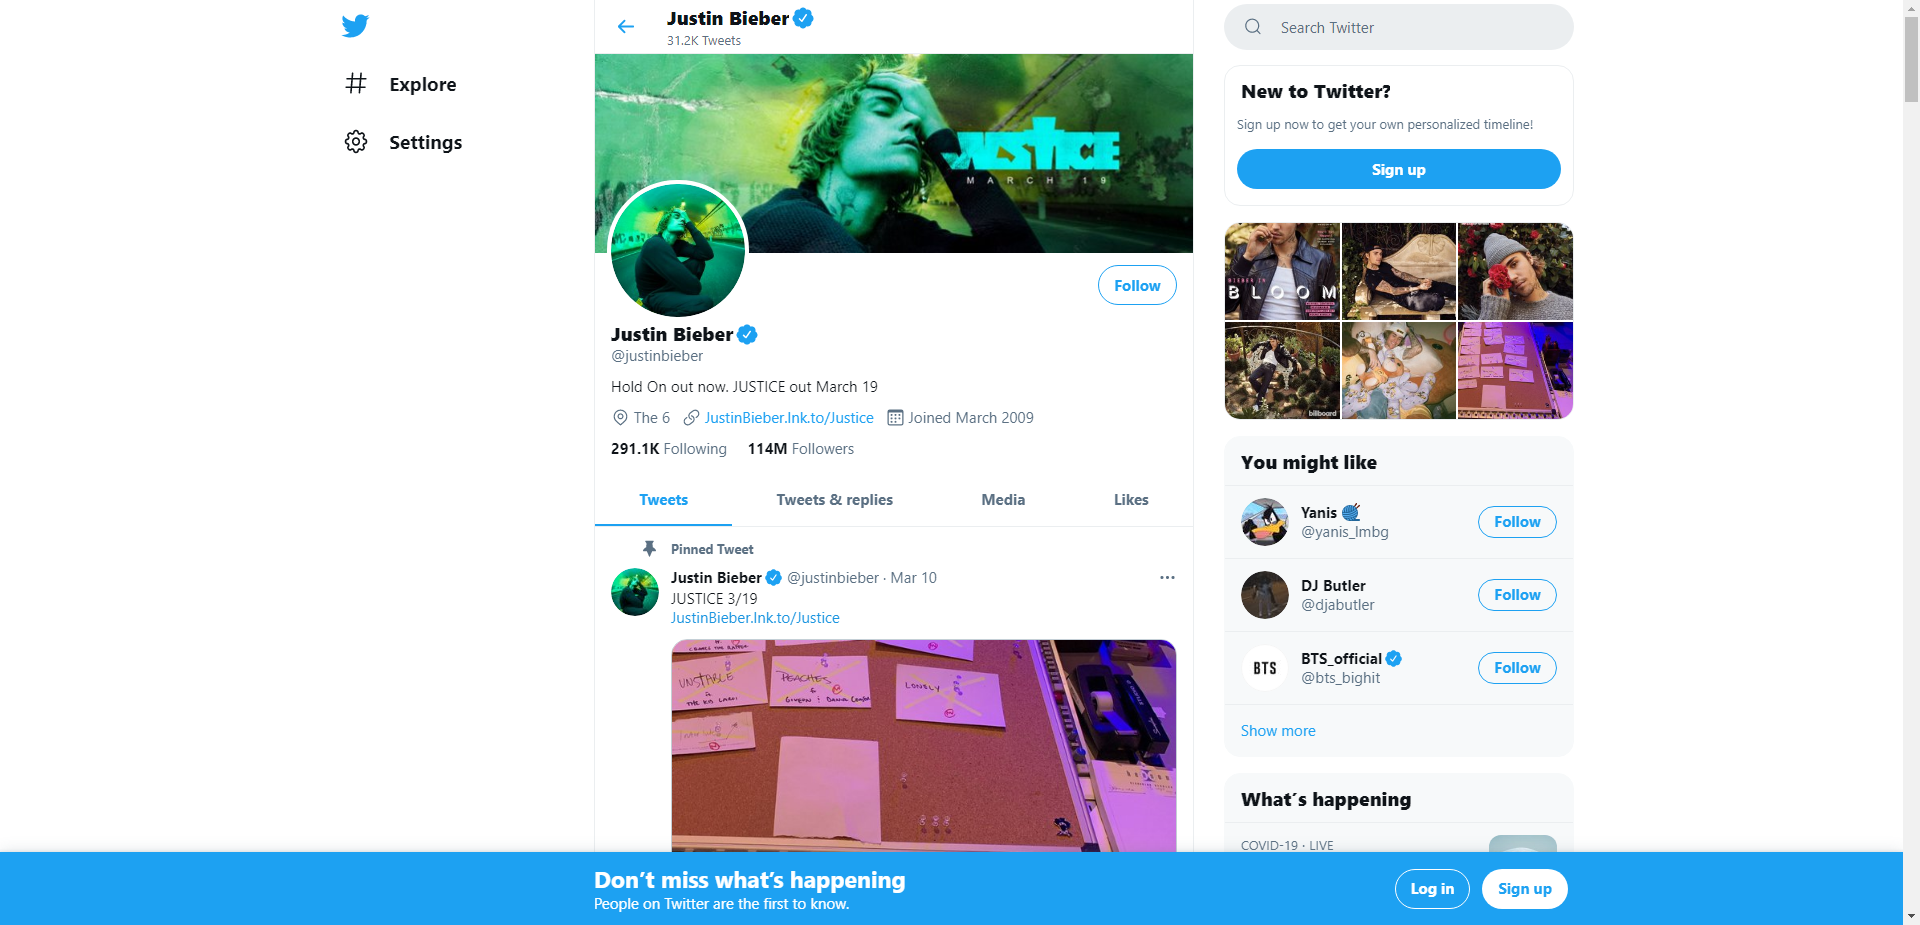 Explore
Settings
Justin Bieber
31.2K Tweets
JUSTICE
MARCH 19
Follow
Justin Bieber
@justinbieber
Hold On out now. JUSTICE out March 19
The 6 JustinBieber.lnk.to/Justice Joined March 2009
291.1K Following 114M Followers
Tweets Tweets & replies Media Likes
Pinned Tweet
Justin Bieber @justinbieber · Mar 10
JUSTICE 3/19
JustinBieber.lnk.to/Justice
UNSTABLE
THE KID LAROI
PEACHES
LONELY
Search Twitter
New to Twitter?
Sign up now to get your own personalized timeline!
Sign up
BLOOM
billboard
You might like
Yanis
@yanis_lmbg
Follow
DJ Butler
@djabutler
Follow
BTS
BTS_official
@bts_bighit
Follow
Show more
What´s happening
COVID-19 · LIVE
Don’t miss what’s happening
People on Twitter are the first to know.
Log in
Sign up